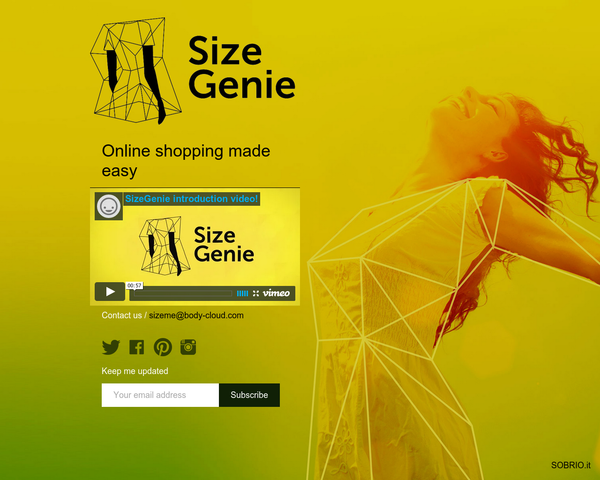 Size
Genie
Online shopping made
easy
SizeGenie introduction video!
Size
Genie
00:57
vimeo
Contact us / sizeme@body-cloud.com
Keep me updated
Your email address
Subscribe
SOBRIO.it